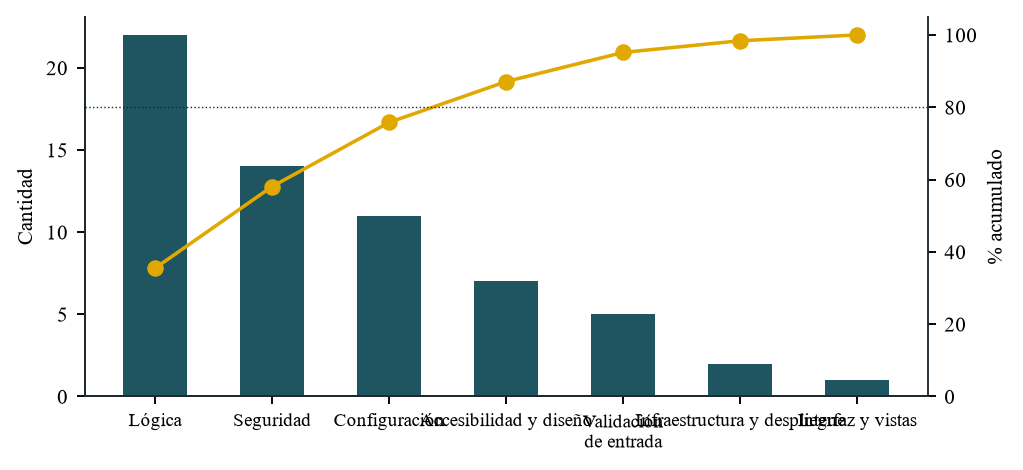 Cantidad
20
15
10
5
0
100
80
60
40
20
0
% acumulado
Lógica
Seguridad
Configuración
Accesibilidad y diseño
Validación
de entrada
Infraestructura y despliegue
Interfaz y vistas